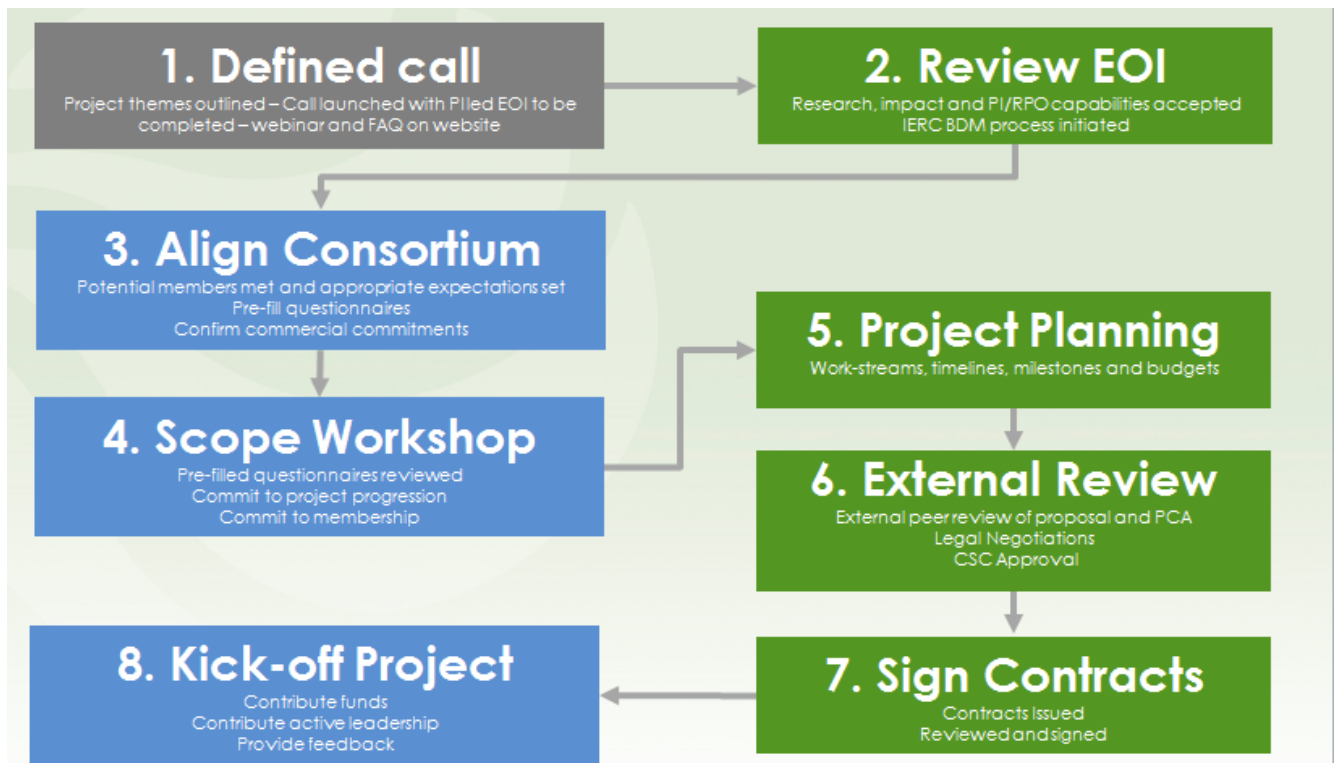 1. Defined call
Project themes outlined – Call launched with PI led EOI to be
completed – webinar and FAQ on website
2. Review EOI
Research, impact and PI/RPO capabilities accepted
IERC BDM process initiated
3. Align Consortium
Potential members met and appropriate expectations set
Pre-fill questionnaires
Confirm commercial commitments
4. Scope Workshop
Pre-filled questionnaires reviewed
Commit to project progression
Commit to membership
5. Project Planning
Work-streams, timelines, milestones and budgets
6. External Review
External peer review of proposal and PCA
Legal Negotiations
CSC Approval
7. Sign Contracts
Contracts Issued
Reviewed and signed
8. Kick-off Project
Contribute funds
Contribute active leadership
Provide feedback